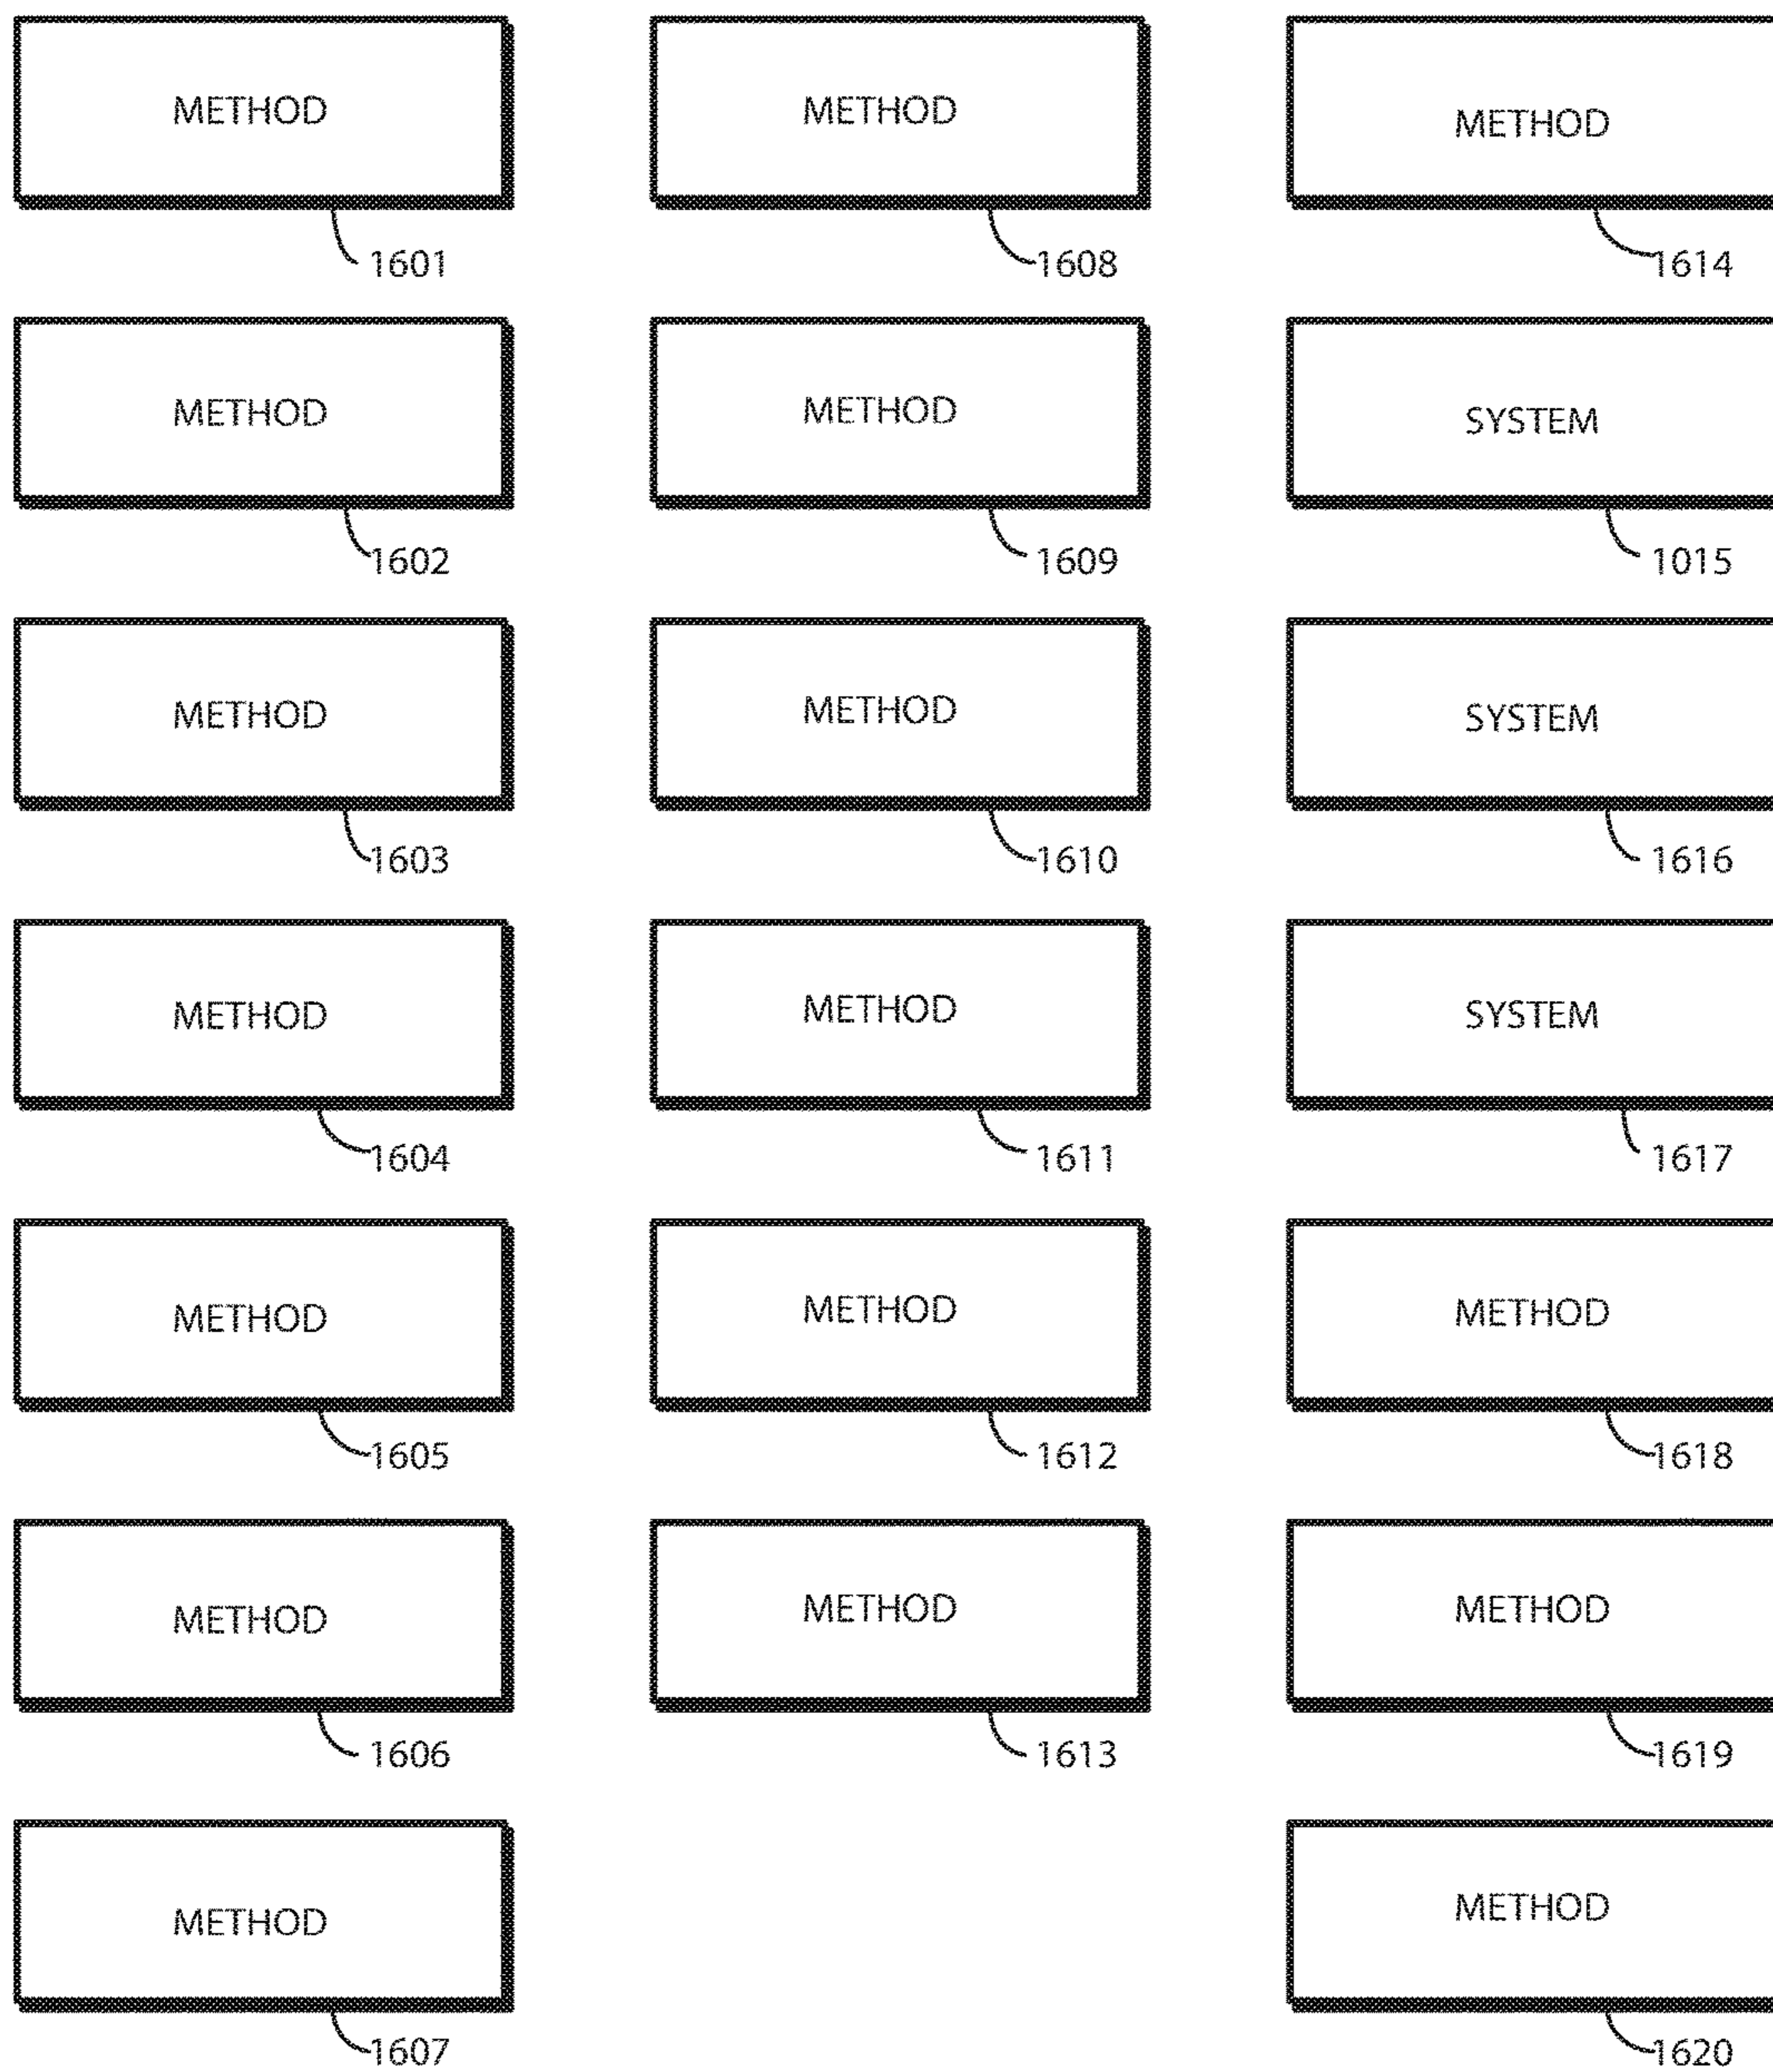 METHOD
1601
METHOD
1602
METHOD
1603
METHOD
1604
METHOD
1605
METHOD
1606
METHOD
1607
METHOD
1608
METHOD
1609
METHOD
1610
METHOD
1611
METHOD
1612
METHOD
1613
METHOD
1614
SYSTEM
1015
SYSTEM
1616
SYSTEM
1617
METHOD
1618
METHOD
1619
METHOD
1620